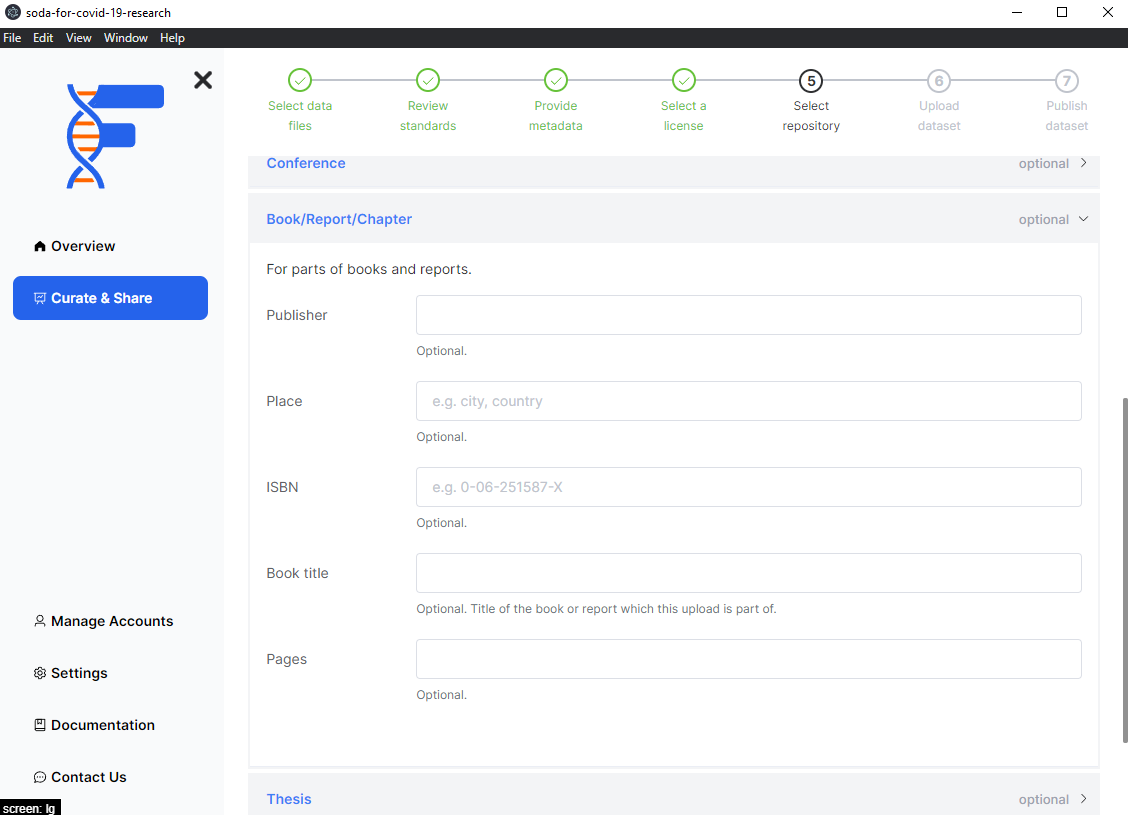 soda-for-covid-19-research
File Edit View Window Help
Select data files
Review standards
Provide metadata
Select a license
5
Select repository
6
Upload dataset
7
Publish dataset
Overview
Curate & Share
Manage Accounts
Settings
Documentation
Contact Us
screen: lg
Conference optional
Book/Report/Chapter optional
For parts of books and reports.
Publisher
Optional.
Place e.g. city, country
Optional.
ISBN e.g. 0-06-251587-X
Optional.
Book title
Optional. Title of the book or report which this upload is part of.
Pages
Optional.
Thesis optional